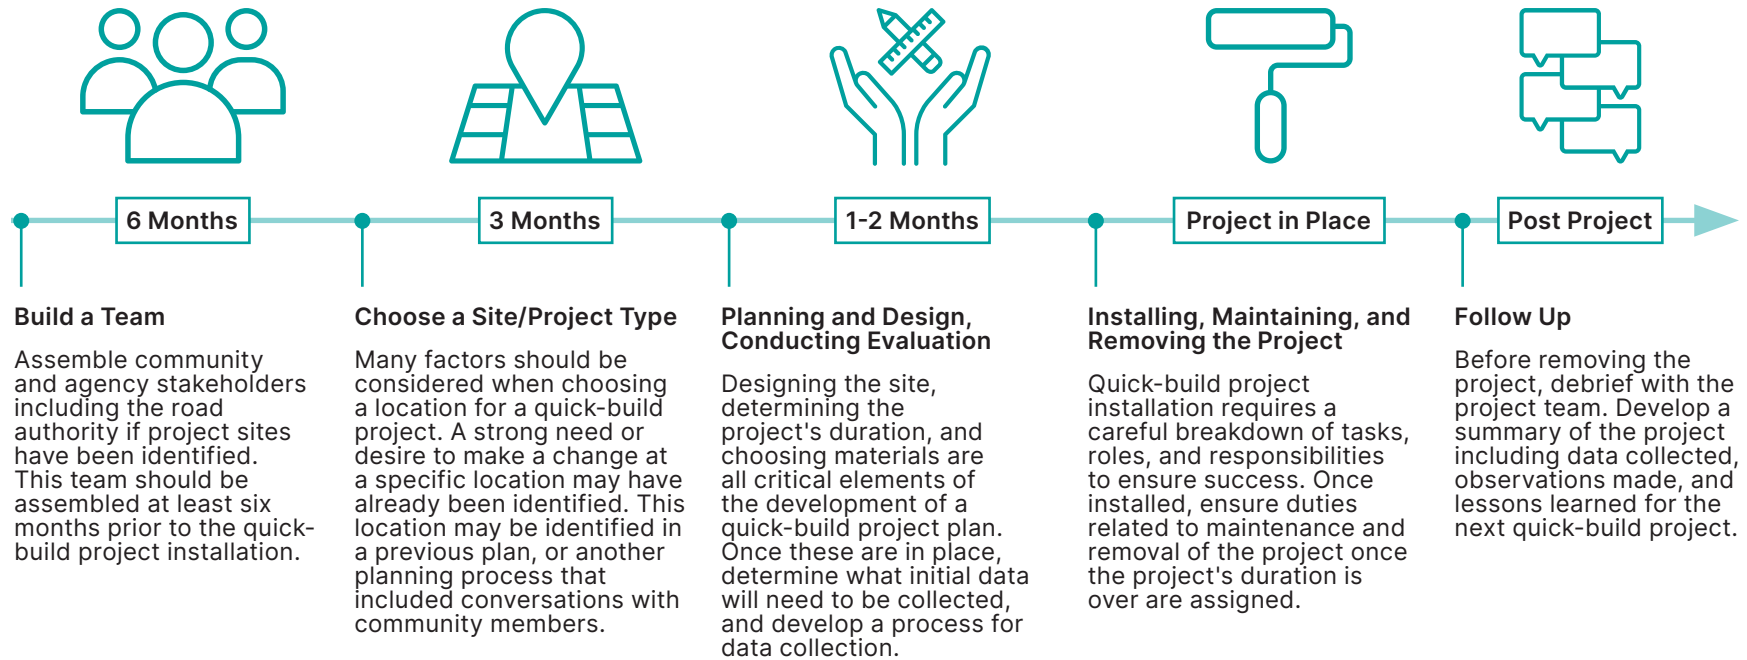 6 Months
3 Months
1-2 Months
Project in Place
Post Project
Build a Team
Assemble community
and agency stakeholders
including the road
authority if project sites
have been identified.
This team should be
assembled at least six
months prior to the quick-
build project installation.
Choose a Site/Project Type
Many factors should be
considered when choosing
a location for a quick-build
project. A strong need or
desire to make a change at
a specific location may have
already been identified. This
location may be identified in
a previous plan, or another
planning process that
included conversations with
community members.
Planning and Design,
Conducting Evaluation
Designing the site,
determining the
project's duration, and
choosing materials are
all critical elements of
the development of a
quick-build project plan.
Once these are in place,
determine what initial data
will need to be collected,
and develop a process for
data collection.
Installing, Maintaining, and
Removing the Project
Quick-build project
installation requires a
careful breakdown of tasks,
roles, and responsibilities
to ensure success. Once
installed, ensure duties
related to maintenance and
removal of the project once
the project's duration is
over are assigned.
Follow Up
Before removing the
project, debrief with the
project team. Develop a
summary of the project
including data collected,
observations made, and
lessons learned for the
next quick-build project.